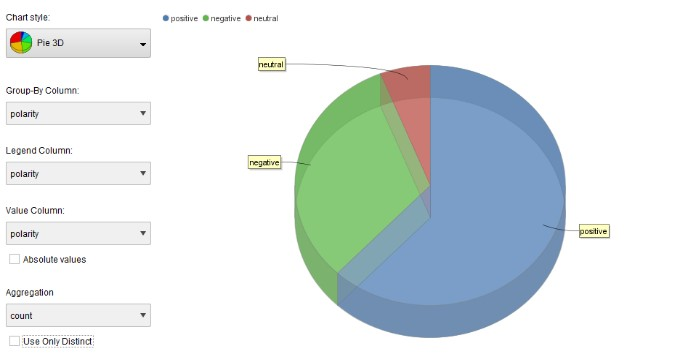 Chart style:
Pie 3D
Group-By Column:
polarity
Legend Column:
polarity
Value Column:
polarity
Absolute values
Aggregation
count
Use Only Distinct
positive negative neutral
neutral
negative
positive